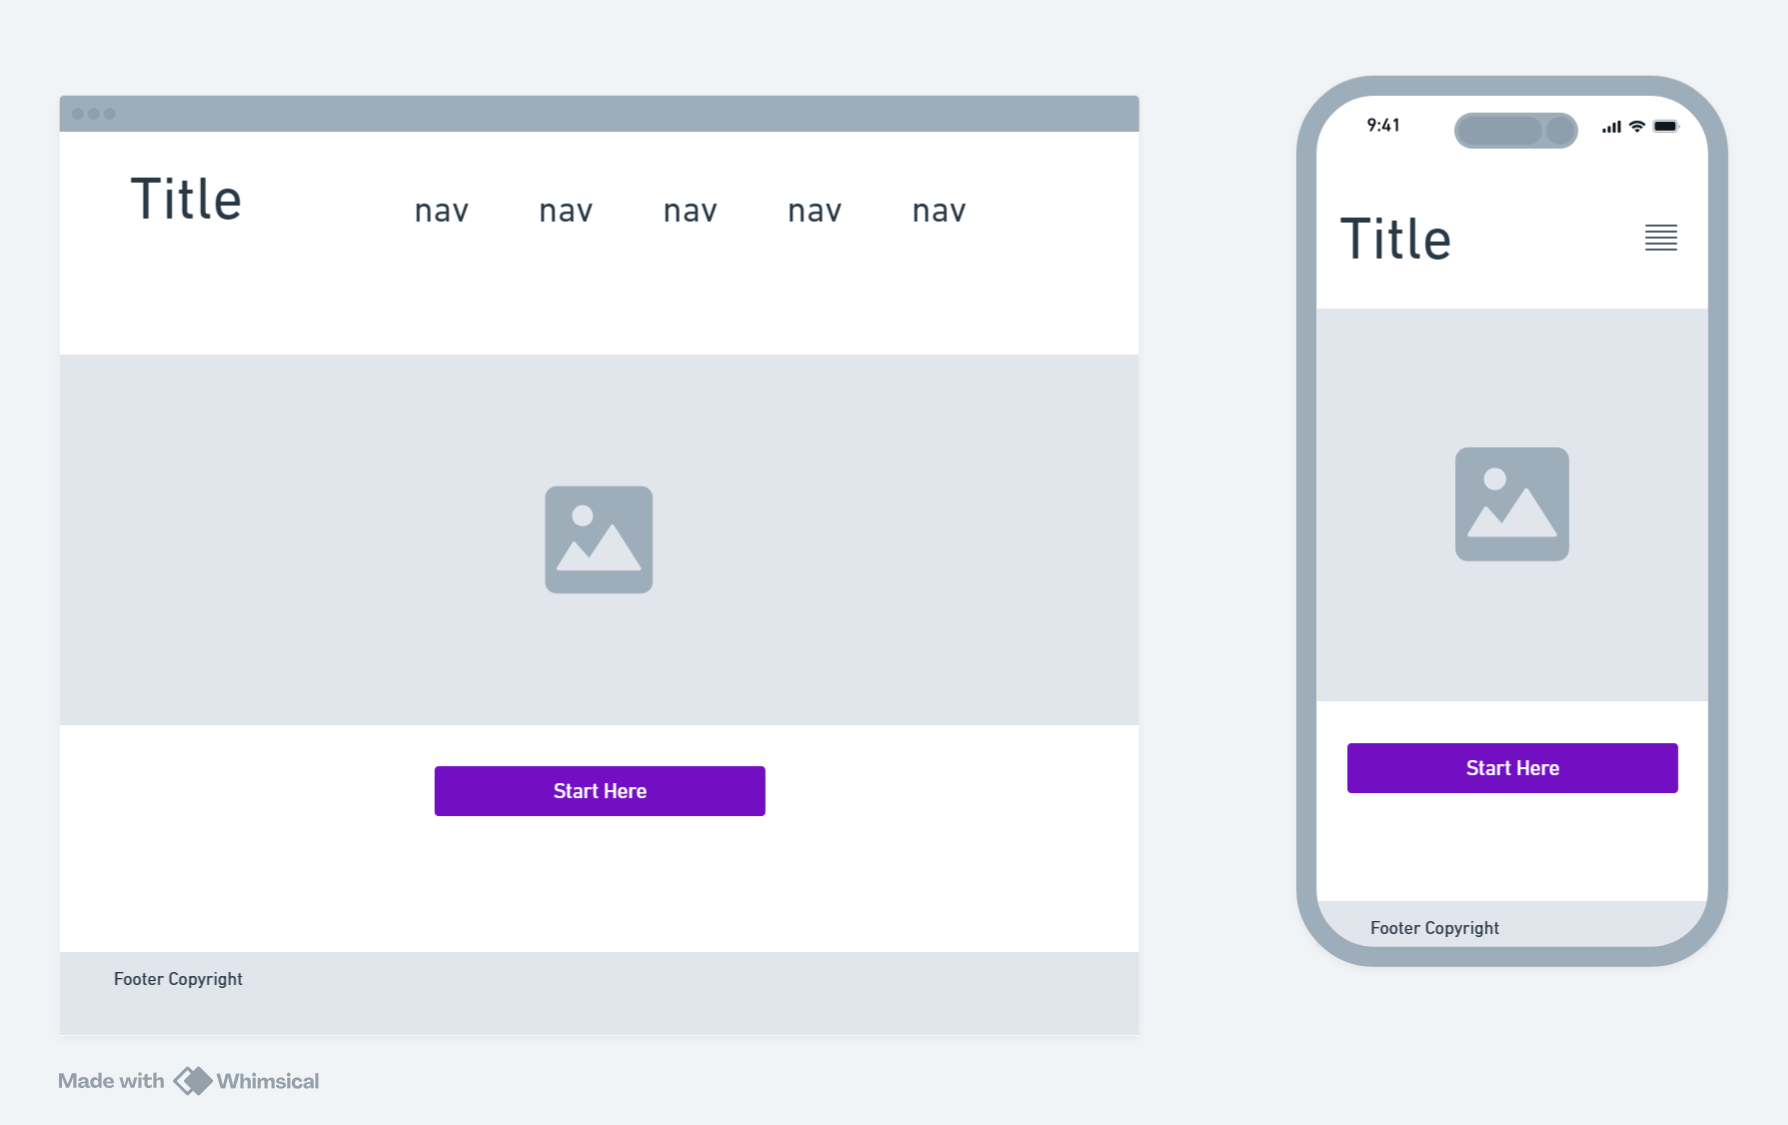 Title
nav nav nav nav nav
Start Here
Footer Copyright
9:41
Title
Start Here
Footer Copyright
Made with Whimsical